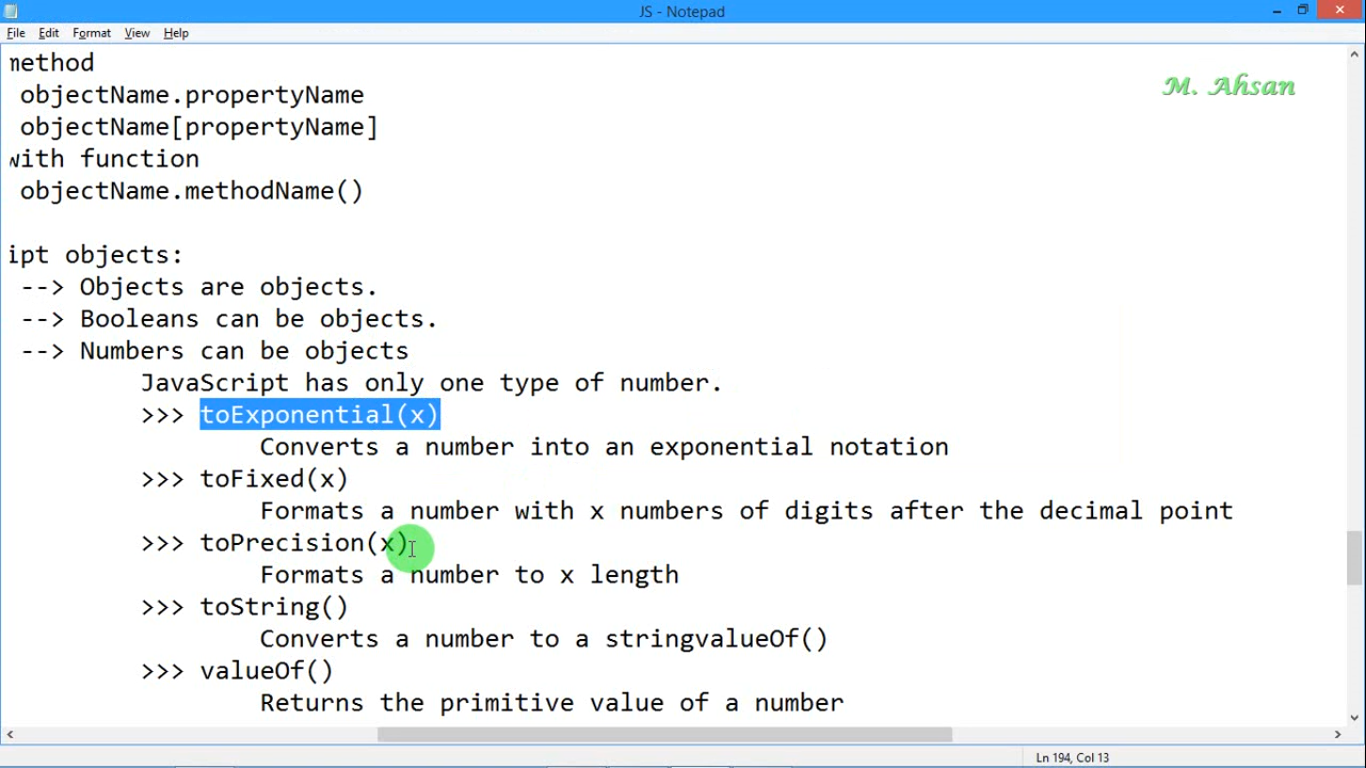 JS - Notepad
File Edit Format View Help
method
M. Ahsan
objectName.propertyName
objectName[propertyName]
with function
objectName.methodName()
ipt objects:
--> Objects are objects.
--> Booleans can be objects.
--> Numbers can be objects
JavaScript has only one type of number.
>>> toExponential(x)
Converts a number into an exponential notation
>>> toFixed(x)
Formats a number with x numbers of digits after the decimal point
>>> toPrecision(x)
Formats a number to x length
>>> toString()
Converts a number to a stringvalueOf()
>>> valueOf()
Returns the primitive value of a number
Ln 194, Col 13